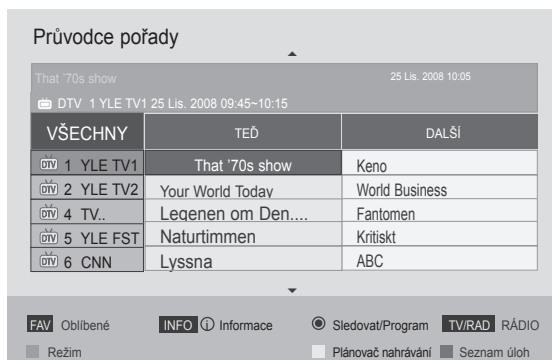 Průvodce pořady
That '70s show 25 Lis. 2008 10:05
DTV 1 YLE TV1 25 Lis. 2008 09:45~10:15
VŠECHNY TEĎ DALŠÍ
DTV 1 YLE TV1 That '70s show Keno
DTV 2 YLE TV2 Your World Today World Business
DTV 4 TV.. Legenen om Den.... Fantomen
DTV 5 YLE FST Naturtimmen Kritiskt
DTV 6 CNN Lyssna ABC
FAV Oblíbené INFO ⓘ Informace Sledovat/Program TV/RAD RÁDIO
Režim Plánovač nahrávání Seznam úloh